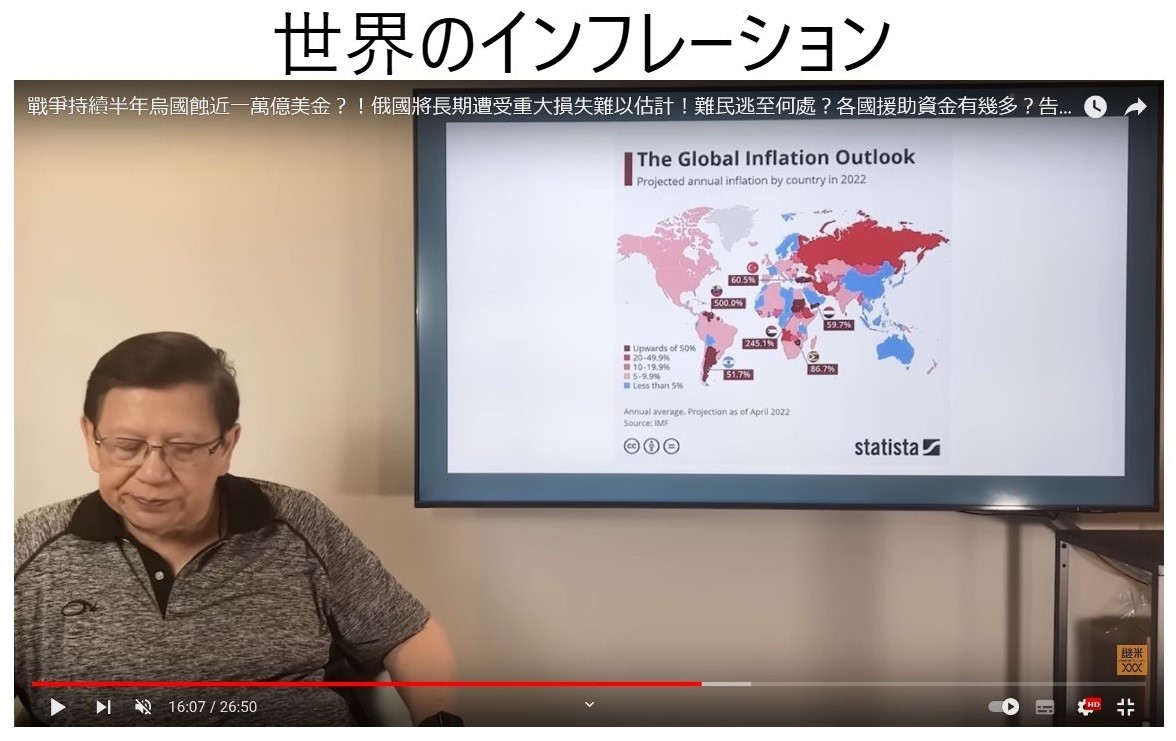 世界のインフレーション
戰爭持續半年烏國蝕近一萬億美金？！俄國將長期遭受重大損失難以估計！難民逃至何處？各國援助資金有幾多？告...
The Global Inflation Outlook
Projected annual inflation by country in 2022
60.5%
500.0%
59.7%
245.1%
86.7%
51.7%
Upwards of 50%
20-49.9%
10-19.9%
5-9.9%
Less than 5%
Annual average. Projection as of April 2022
Source: IMF
cc
statista
謎米
XXX
16:07 / 26:50
HD